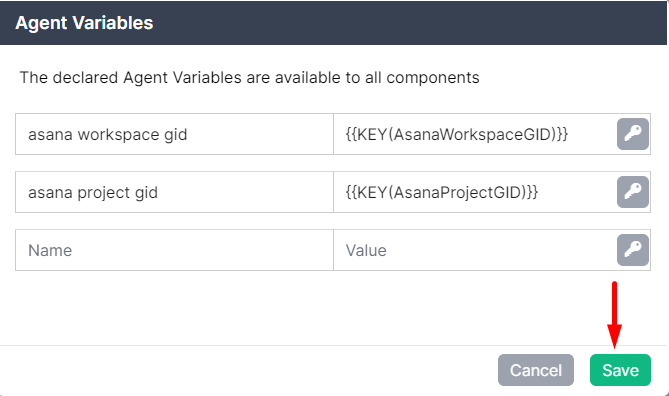 Agent Variables
The declared Agent Variables are available to all components
asana workspace gid {{KEY(AsanaWorkspaceGID)}}
asana project gid {{KEY(AsanaProjectGID)}}
Name Value
Cancel Save